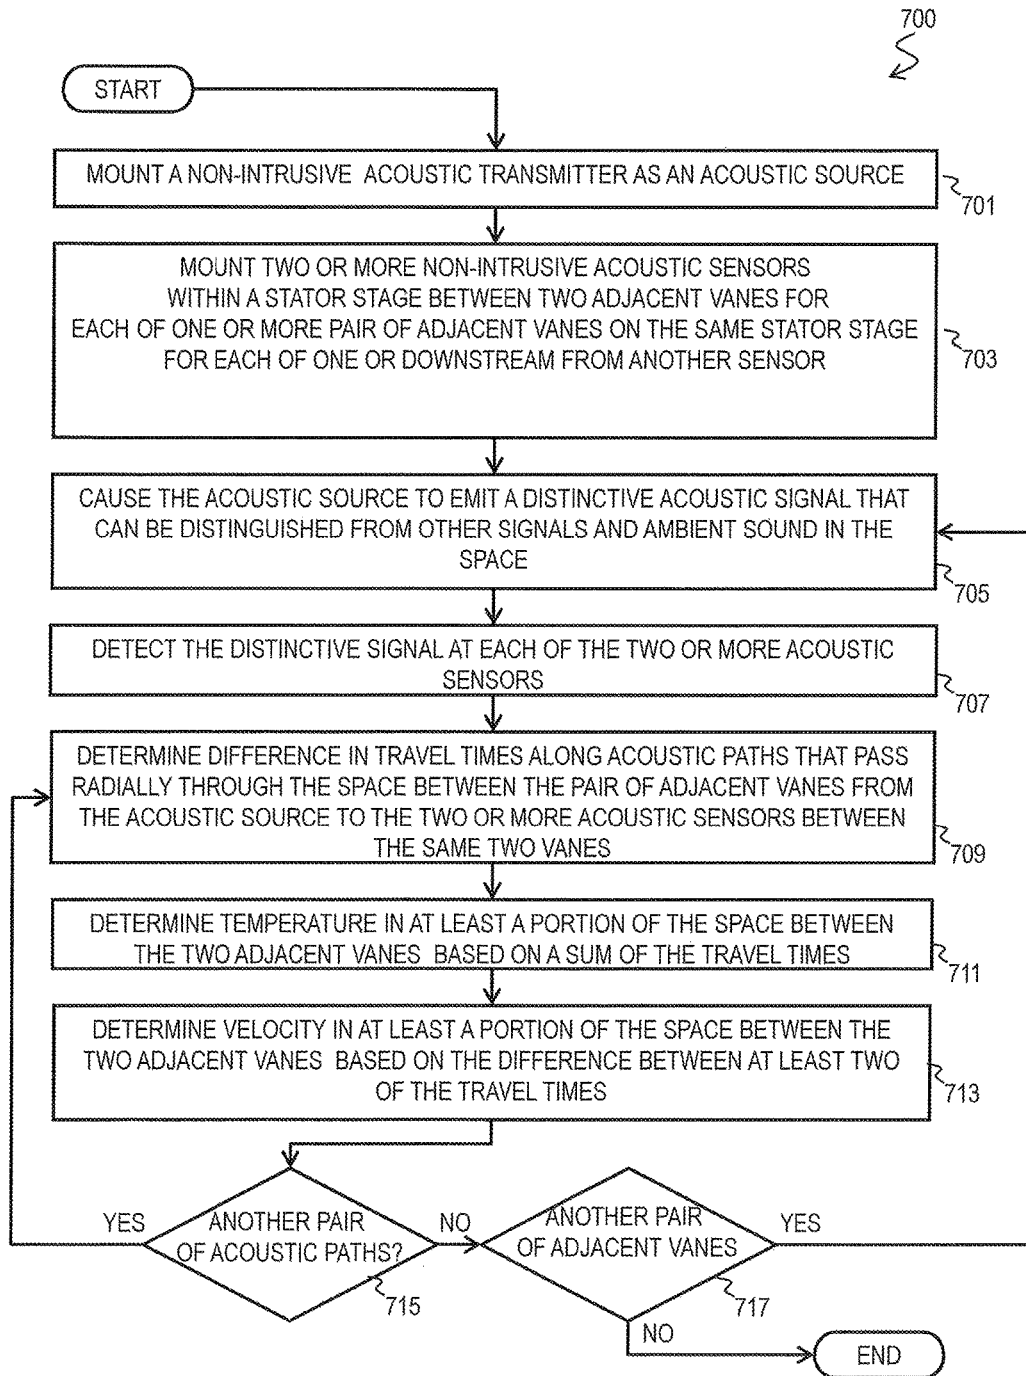 700
START
MOUNT A NON-INTRUSIVE ACOUSTIC TRANSMITTER AS AN ACOUSTIC SOURCE
701
MOUNT TWO OR MORE NON-INTRUSIVE ACOUSTIC SENSORS
WITHIN A STATOR STAGE BETWEEN TWO ADJACENT VANES FOR
EACH OF ONE OR MORE PAIR OF ADJACENT VANES ON THE SAME STATOR STAGE
FOR EACH OF ONE OR DOWNSTREAM FROM ANOTHER SENSOR
703
CAUSE THE ACOUSTIC SOURCE TO EMIT A DISTINCTIVE ACOUSTIC SIGNAL THAT
CAN BE DISTINGUISHED FROM OTHER SIGNALS AND AMBIENT SOUND IN THE
SPACE
705
DETECT THE DISTINCTIVE SIGNAL AT EACH OF THE TWO OR MORE ACOUSTIC
SENSORS
707
DETERMINE DIFFERENCE IN TRAVEL TIMES ALONG ACOUSTIC PATHS THAT PASS
RADIALLY THROUGH THE SPACE BETWEEN THE PAIR OF ADJACENT VANES FROM
THE ACOUSTIC SOURCE TO THE TWO OR MORE ACOUSTIC SENSORS BETWEEN
THE SAME TWO VANES
709
DETERMINE TEMPERATURE IN AT LEAST A PORTION OF THE SPACE BETWEEN
THE TWO ADJACENT VANES BASED ON A SUM OF THE TRAVEL TIMES
711
DETERMINE VELOCITY IN AT LEAST A PORTION OF THE SPACE BETWEEN THE
TWO ADJACENT VANES BASED ON THE DIFFERENCE BETWEEN AT LEAST TWO
OF THE TRAVEL TIMES
713
YES
ANOTHER PAIR
OF ACOUSTIC PATHS?
715
NO
ANOTHER PAIR
OF ADJACENT VANES
717
YES
NO
END